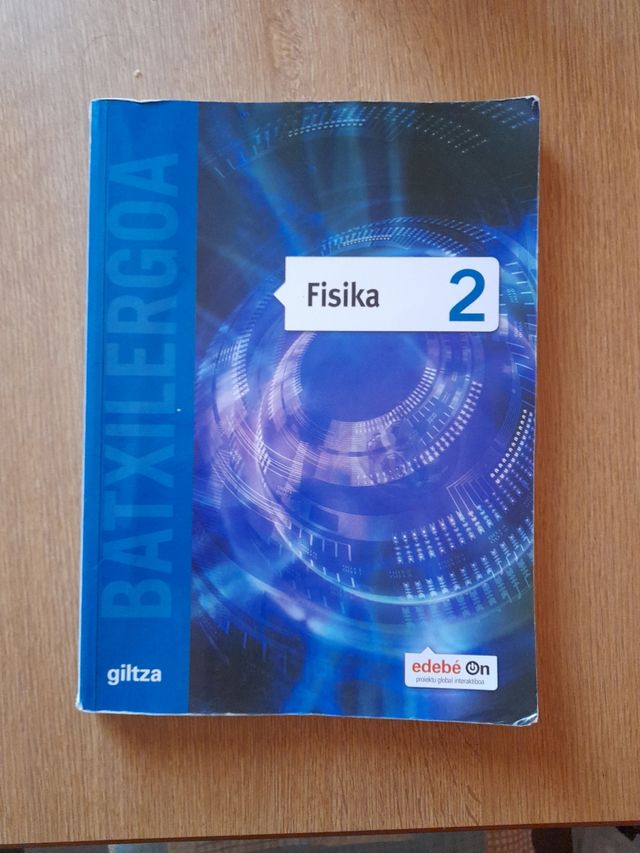 BATXILERGOA
Fisika 2
giltza
edebé On
proiektu global interaktiboa